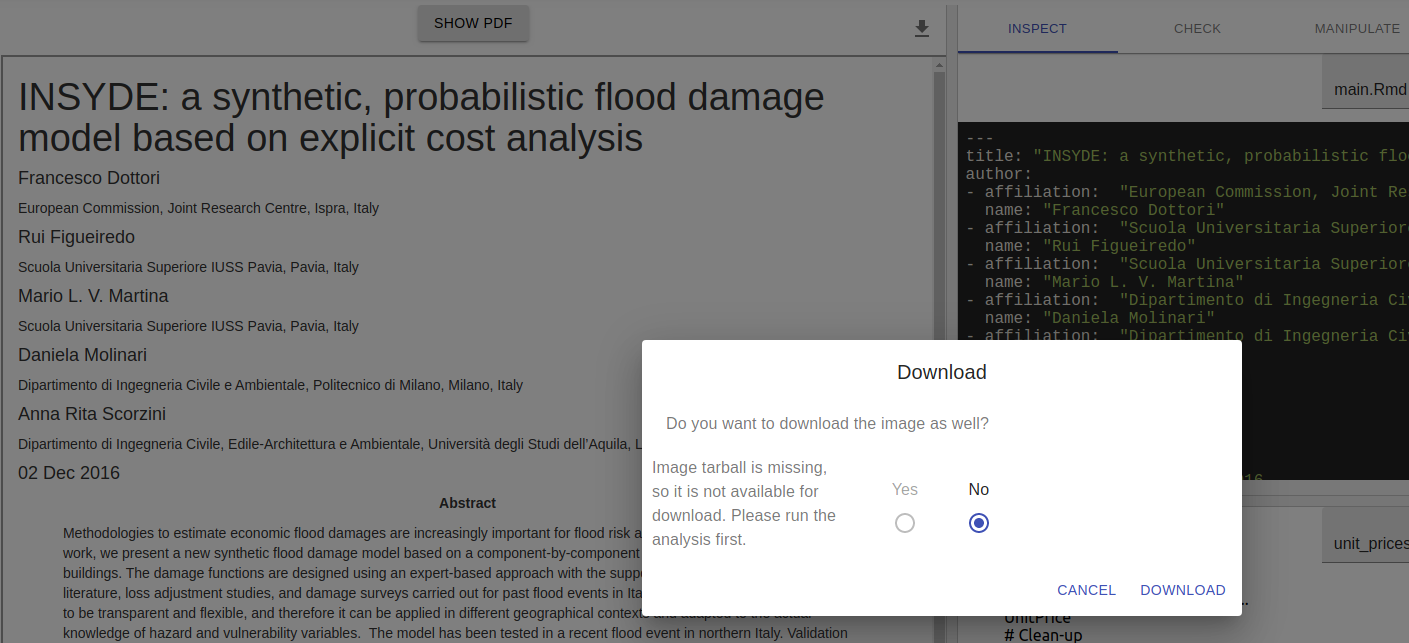 SHOW PDF
INSPECT
CHECK
MANIPULATE
INSYDE: a synthetic, probabilistic flood damage
model based on explicit cost analysis
Francesco Dottori
European Commission, Joint Research Centre, Ispra, Italy
Rui Figueiredo
Scuola Universitaria Superiore IUSS Pavia, Pavia, Italy
Mario L. V. Martina
Scuola Universitaria Superiore IUSS Pavia, Pavia, Italy
Daniela Molinari
Dipartimento di Ingegneria Civile e Ambientale, Politecnico di Milano, Milano, Italy
Anna Rita Scorzini
Dipartimento di Ingegneria Civile, Edile-Architettura e Ambientale, Università degli Studi dell'Aquila, L
02 Dec 2016
Abstract
Methodologies to estimate economic flood damages are increasingly important for flood risk a
work, we present a new synthetic flood damage model based on a component-by-component
buildings. The damage functions are designed using an expert-based approach with the supp
literature, loss adjustment studies, and damage surveys carried out for past flood events in Ita
to be transparent and flexible, and therefore it can be applied in different geographical contexts and adapted to the actual
knowledge of hazard and vulnerability variables. The model has been tested in a recent flood event in northern Italy. Validation
main.Rmd
---
title: "INSYDE: a synthetic, probabilistic flo
author:
- affiliation: "European Commission, Joint Re
name: "Francesco Dottori"
- affiliation: "Scuola Universitaria Superiore
name: "Rui Figueiredo"
- affiliation: "Scuola Universitaria Superiore
name: "Mario L. V. Martina"
- affiliation: "Dipartimento di Ingegneria Ci
name: "Daniela Molinari"
- affiliation: "Dipartimento di Ingegneria Ci
Download
Do you want to download the image as well?
Image tarball is missing,
so it is not available for
download. Please run the
analysis first.
Yes
No
CANCEL
DOWNLOAD
unit_prices
UnitPrice
# Clean-up